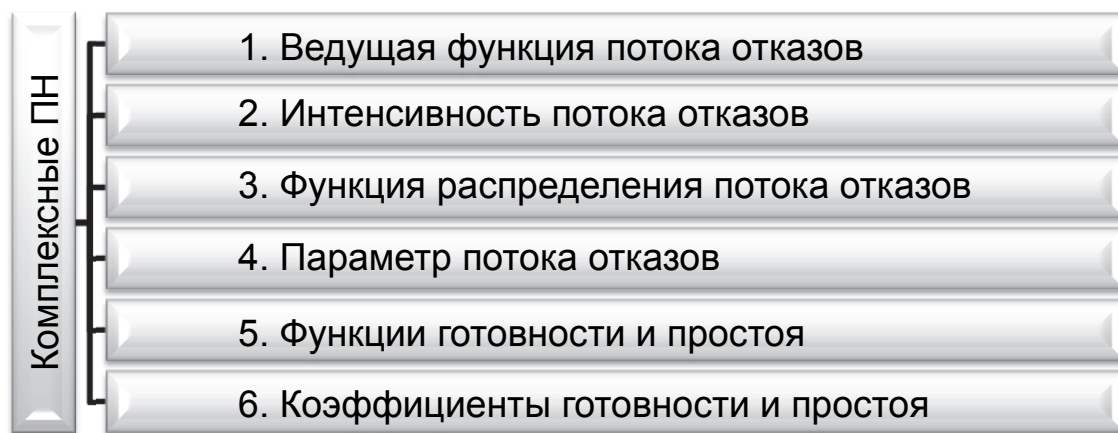 Комплексные ПН
1. Ведущая функция потока отказов
2. Интенсивность потока отказов
3. Функция распределения потока отказов
4. Параметр потока отказов
5. Функции готовности и простоя
6. Коэффициенты готовности и простоя